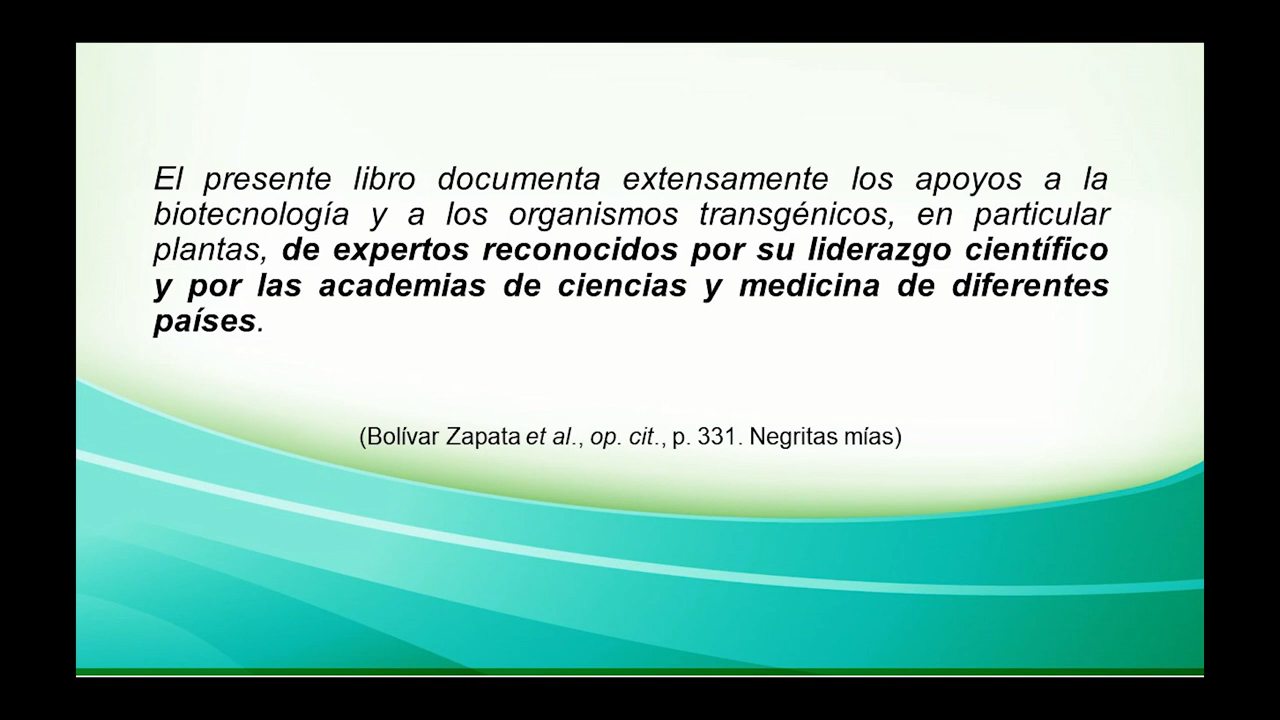 El presente libro documenta extensamente los apoyos a la
biotecnología y a los organismos transgénicos, en particular
plantas, de expertos reconocidos por su liderazgo científico
y por las academias de ciencias y medicina de diferentes
países.
(Bolívar Zapata et al., op. cit., p. 331. Negritas mías)